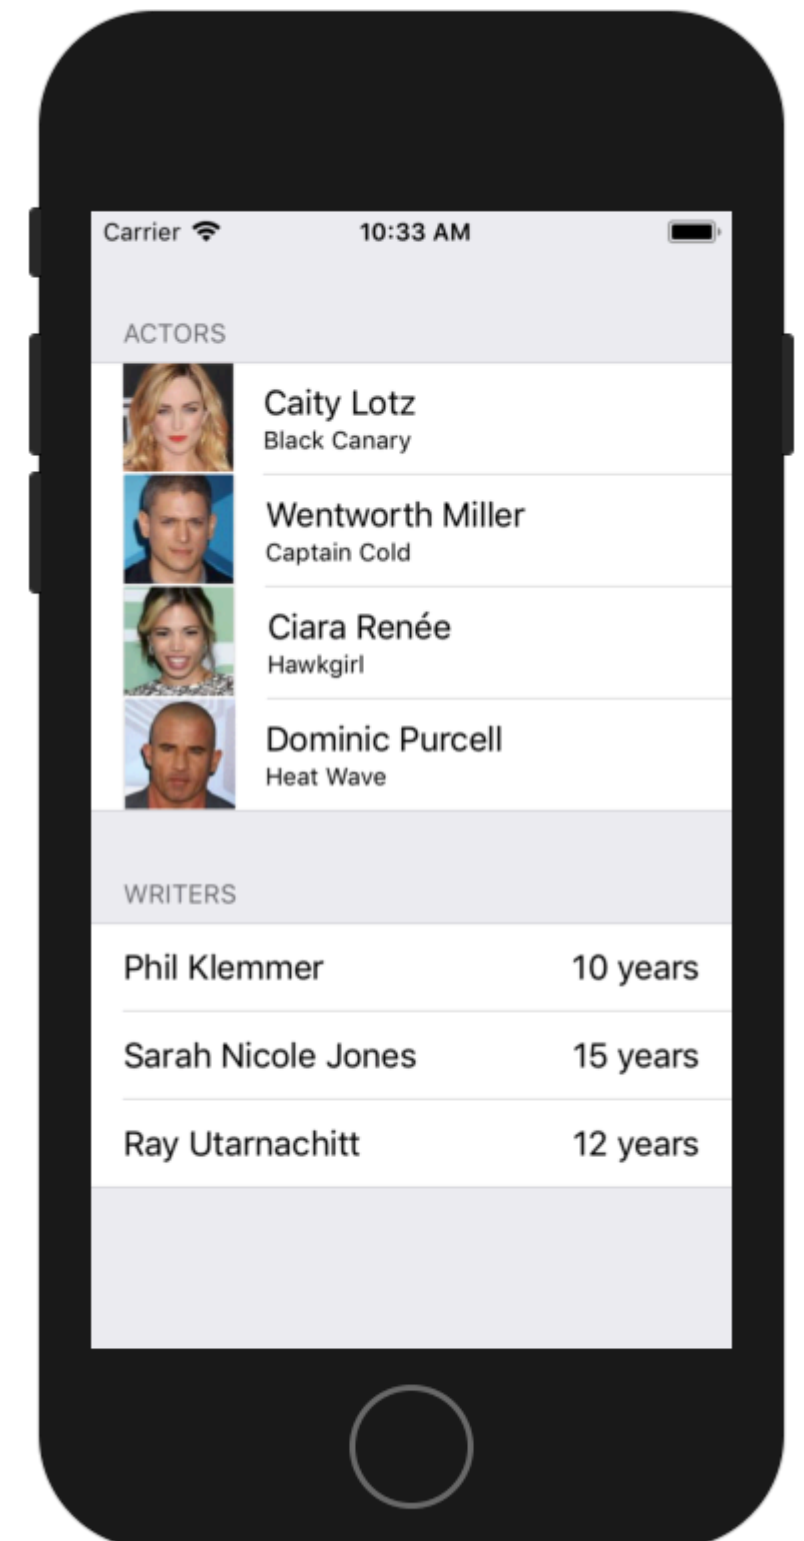 Carrier 10:33 AM
ACTORS
Caity Lotz
Black Canary
Wentworth Miller
Captain Cold
Ciara Renée
Hawkgirl
Dominic Purcell
Heat Wave
WRITERS
Phil Klemmer 10 years
Sarah Nicole Jones 15 years
Ray Utarnachitt 12 years